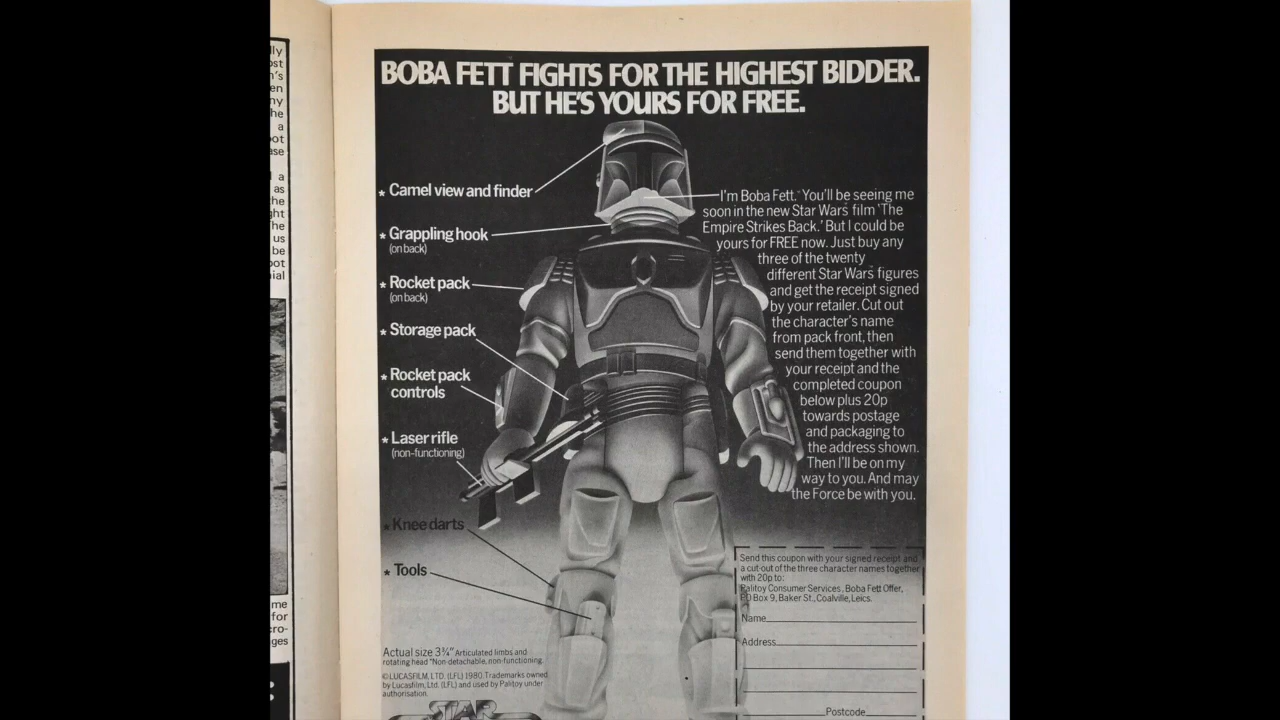 BOBA FETT FIGHTS FOR THE HIGHEST BIDDER.
BUT HE'S YOURS FOR FREE.
* Camel view and finder
* Grappling hook
(on back)
* Rocket pack
(on back)
* Storage pack
* Rocket pack
controls
* Laser rifle
(non-functioning)
* Knee darts
* Tools
I'm Boba Fett. You'll be seeing me
soon in the new Star Wars film 'The
Empire Strikes Back.' But I could be
yours for FREE now. Just buy any
three of the twenty
different Star Wars figures
and get the receipt signed
by your retailer. Cut out
the character's name
from pack front, then
send them together with
your receipt and the
completed coupon
below plus 20p
towards postage
and packaging to
the address shown.
Then I'll be on my
way to you. And may
the Force be with you.
Send this coupon with your signed receipt and
a cut-out of the three character names together
with 20p to:
Palitoy Consumer Services, Boba Fett Offer,
PO Box 9, Baker St., Coalville, Leics.
Name
Address
Postcode
Actual size 3¾" Articulated limbs and
rotating head *Non-detachable, non-functioning.
©LUCASFILM, LTD. (LFL) 1980. Trademarks owned
by Lucasfilm, Ltd. (LFL) and used by Palitoy under
authorisation.
STAR